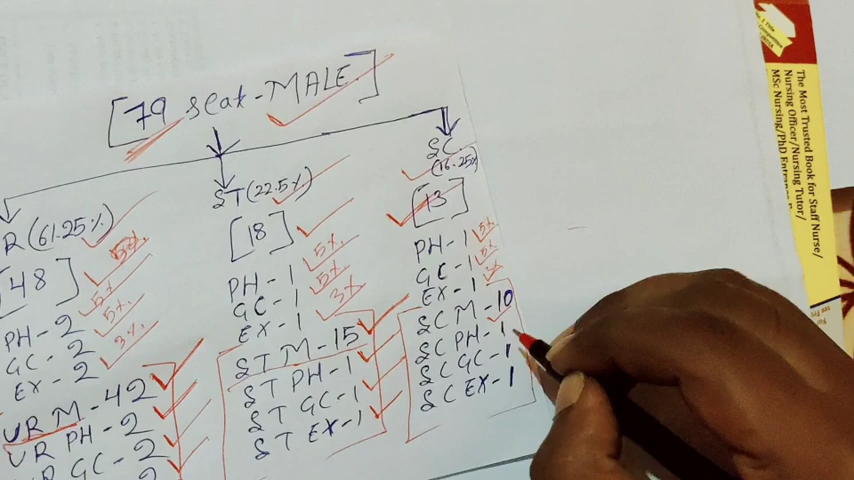 [79 seat-MALE]
R (61.25%)
[48]
5%
5%
5%
3%
PH-2
GC-2
EX-2
UR M-42
UR PH-2
UR GC-2
2
ST (22.5%)
[18]
PH-1 5%
GC-1 5%
EX-1 3%
ST M-15
ST PH-1
ST GC-1
ST EX-1
SC
(16.25%)
[13]
PH-1 5%
GC-1 5%
EX-1 3%
SC M-10
SC PH-1
SC GC-1
SC EX-1
The Most Trusted Book for Staff Nurse/
Nursing Officer/Nursing Tutor/
MSc Nursing/PhD Entrance